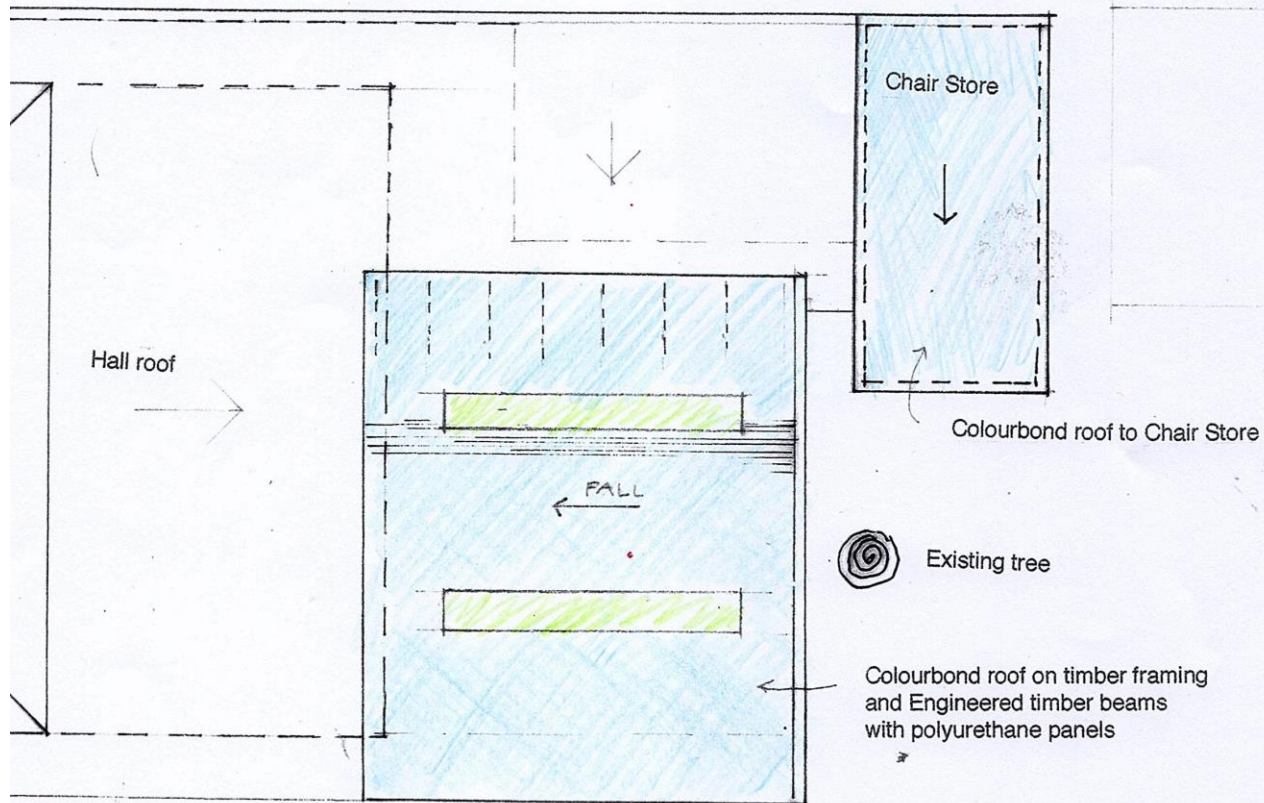 Chair Store
Hall roof
Colourbond roof to Chair Store
FALL
Existing tree
Colourbond roof on timber framing
and Engineered timber beams
with polyurethane panels